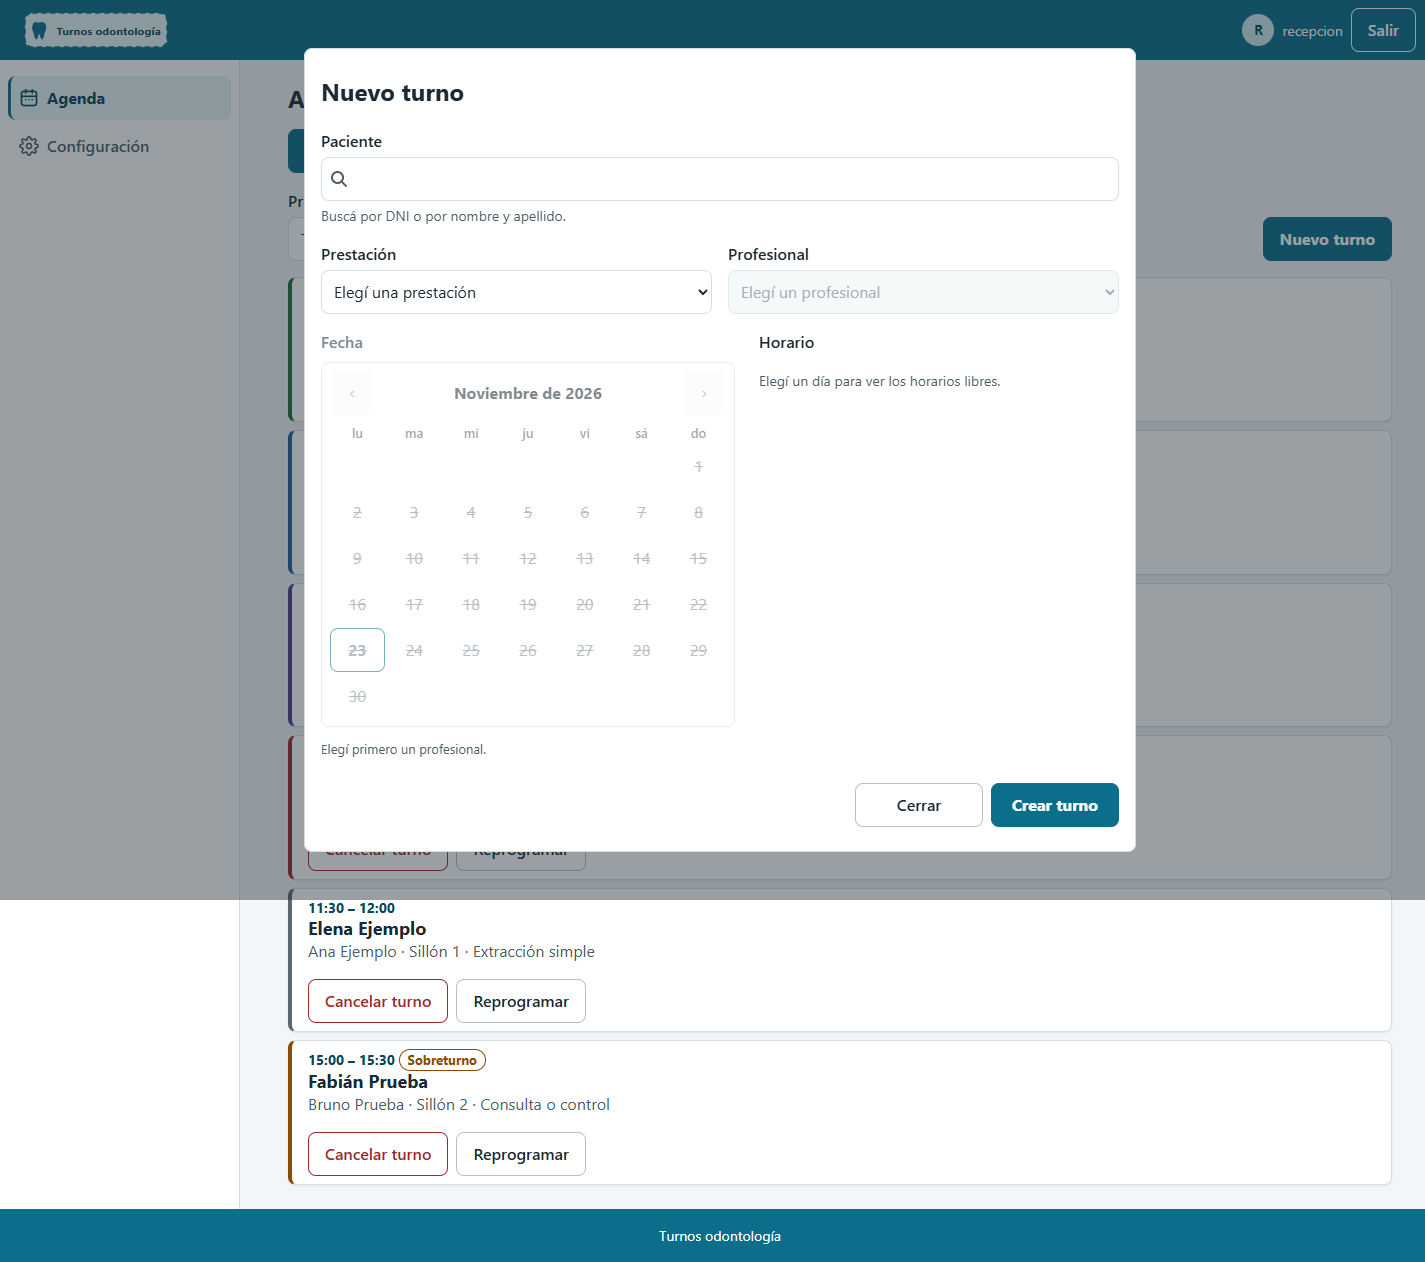 Turnos odontología
R recepcion Salir
Agenda
Configuración
A
Pr
Nuevo turno
Nuevo turno
Paciente
Buscá por DNI o por nombre y apellido.
Prestación Profesional
Elegí una prestación Elegí un profesional
Fecha Horario
‹ Noviembre de 2026 ›
Elegí un día para ver los horarios libres.
lu ma mi ju vi sá do
1
2 3 4 5 6 7 8
9 10 11 12 13 14 15
16 17 18 19 20 21 22
23 24 25 26 27 28 29
30
Elegí primero un profesional.
Cerrar Crear turno
Cancelar turno Reprogramar
11:30 – 12:00
Elena Ejemplo
Ana Ejemplo · Sillón 1 · Extracción simple
Cancelar turno Reprogramar
15:00 – 15:30 Sobreturno
Fabián Prueba
Bruno Prueba · Sillón 2 · Consulta o control
Cancelar turno Reprogramar
Turnos odontología